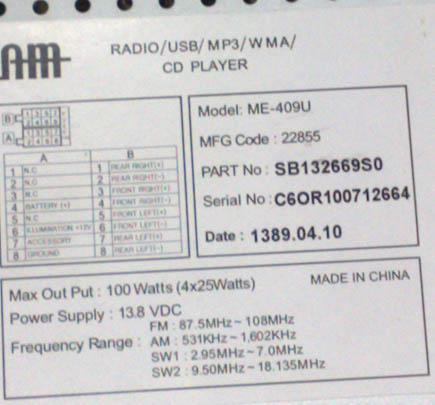 AM
RADIO/USB/MP3/WMA/
CD PLAYER
B
A
Model: ME-409U
MFG Code : 22855
PART No : SB132669S0
Serial No : C6OR100712664
Date : 1389.04.10
A B
1 N.C 1 REAR RIGHT(+)
2 N.C 2 REAR RIGHT(-)
3 N.C 3 FRONT RIGHT(+)
4 BATTERY (+) 4 FRONT RIGHT(-)
5 N.C 5 FRONT LEFT(+)
6 ILLUMINATION +12V 6 FRONT LEFT(-)
7 ACCESSORY 7 REAR LEFT(+)
8 GROUND 8 REAR LEFT(-)
Max Out Put : 100 Watts (4x25Watts) MADE IN CHINA
Power Supply : 13.8 VDC
FM : 87.5MHz~ 108MHz
Frequency Range : AM : 531KHz~ 1,602KHz
SW1 : 2.95MHz~7.0MHz
SW2 : 9.50MHz~ 18.135MHz